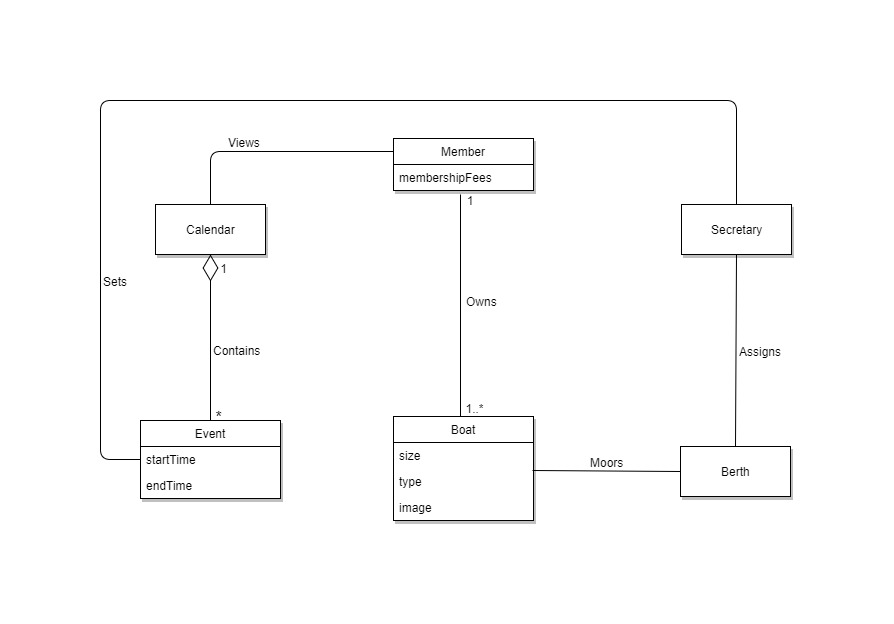 Views
Member
membershipFees
1
Calendar
Secretary
1
Sets
Owns
Contains
Assigns
1..*
*
Event
startTime
endTime
Boat
size
type
image
Moors
Berth